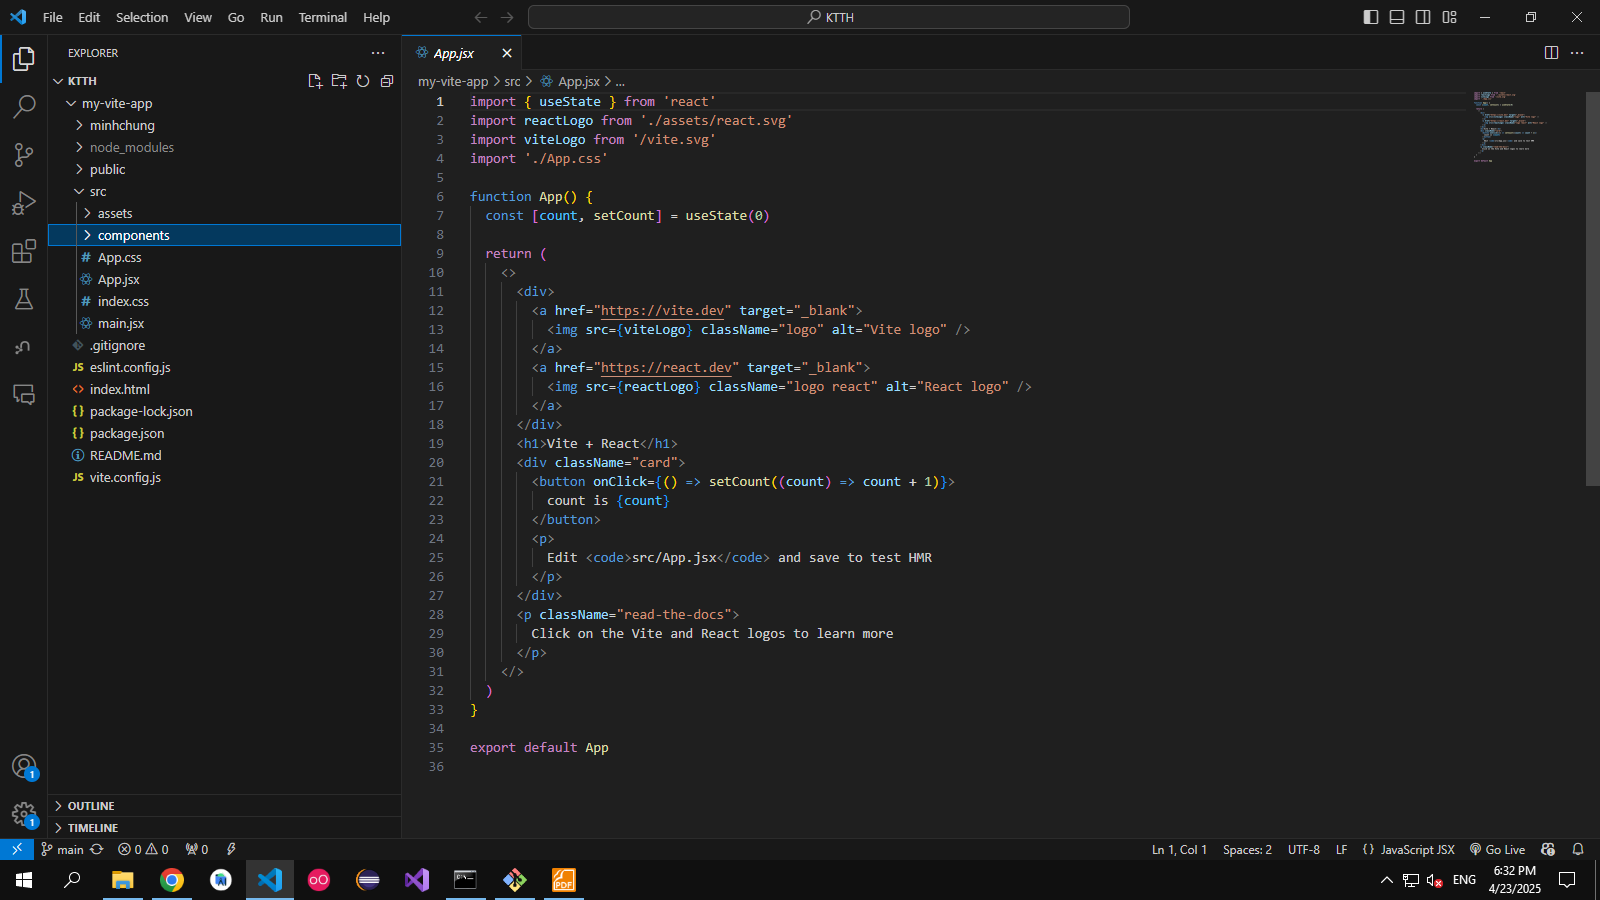 File Edit Selection View Go Run Terminal Help
KTTH
EXPLORER
KTTH
my-vite-app
minhchung
node_modules
public
src
assets
components
# App.css
App.jsx
# index.css
main.jsx
.gitignore
JS eslint.config.js
<> index.html
{} package-lock.json
{} package.json
README.md
JS vite.config.js
OUTLINE
TIMELINE
App.jsx
my-vite-app > src > App.jsx > ...
1 import { useState } from 'react'
2 import reactLogo from './assets/react.svg'
3 import viteLogo from '/vite.svg'
4 import './App.css'
5
6 function App() {
7 const [count, setCount] = useState(0)
8
9 return (
10 <>
11 <div>
12 <a href="https://vite.dev" target="_blank">
13 <img src={viteLogo} className="logo" alt="Vite logo" />
14 </a>
15 <a href="https://react.dev" target="_blank">
16 <img src={reactLogo} className="logo react" alt="React logo" />
17 </a>
18 </div>
19 <h1>Vite + React</h1>
20 <div className="card">
21 <button onClick={() => setCount((count) => count + 1)}>
22 count is {count}
23 </button>
24 <p>
25 Edit <code>src/App.jsx</code> and save to test HMR
26 </p>
27 </div>
28 <p className="read-the-docs">
29 Click on the Vite and React logos to learn more
30 </p>
31 </>
32 )
33 }
34
35 export default App
36
1
1
main 0 0 0
Ln 1, Col 1 Spaces: 2 UTF-8 LF {} JavaScript JSX Go Live
PDF
ENG
6:32 PM
4/23/2025